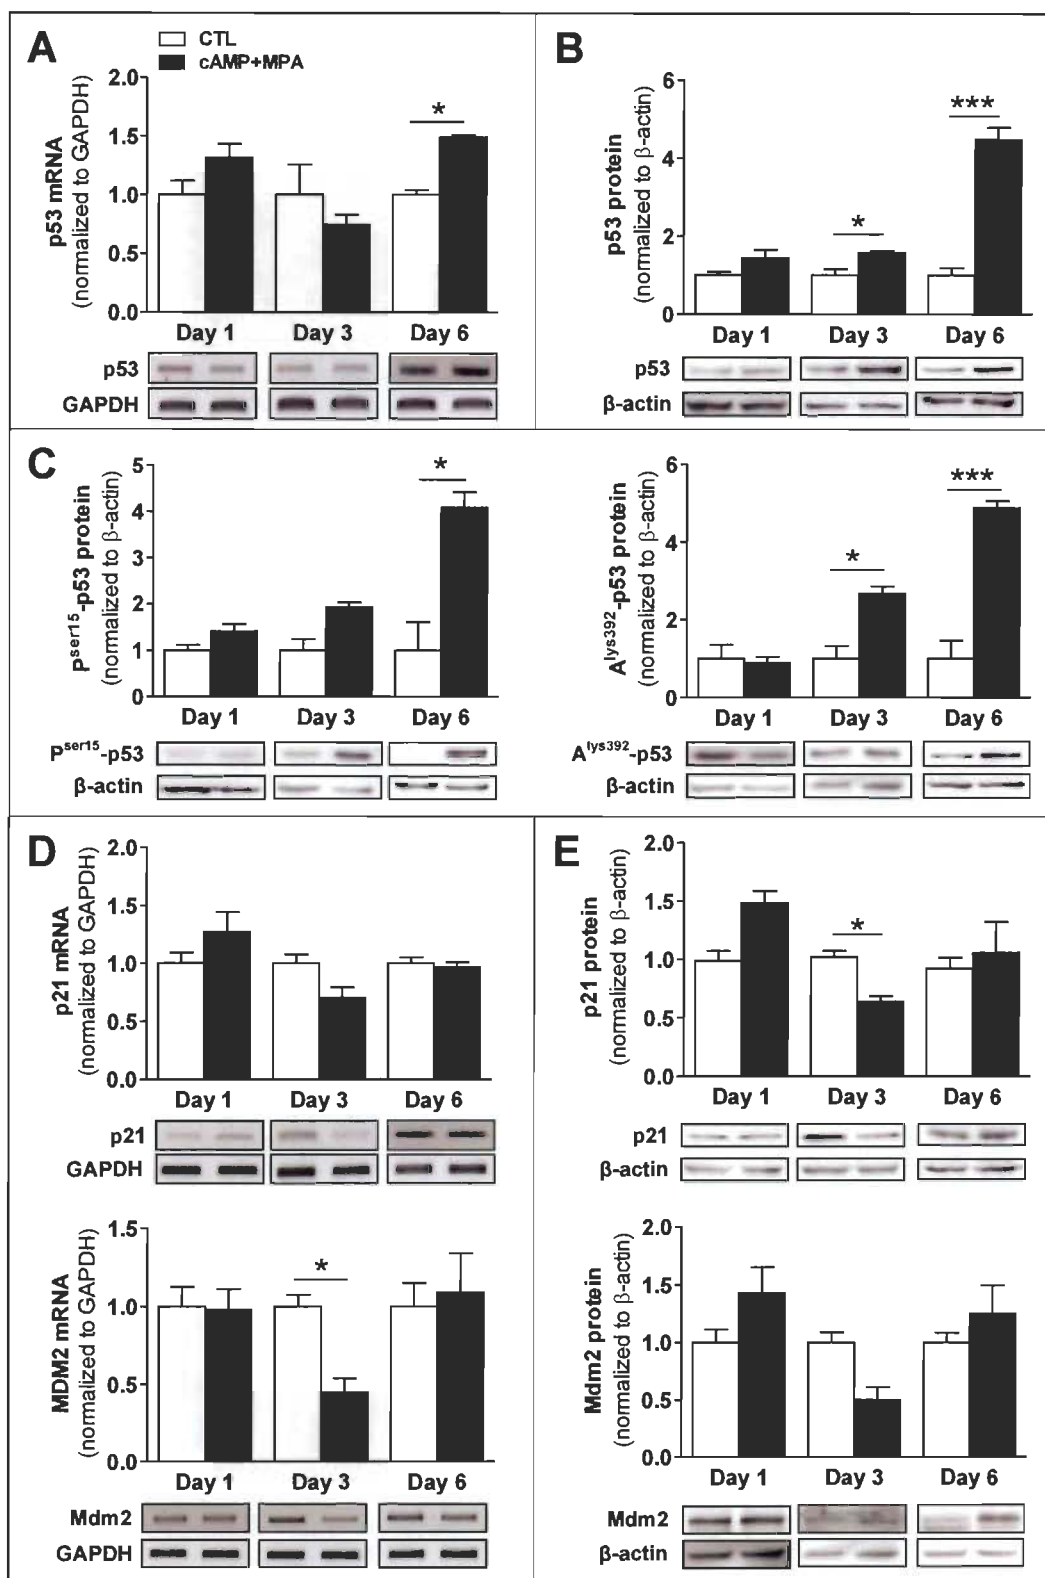 A
CTL
cAMP+MPA
p53 mRNA
(normalized to GAPDH)
2.0
1.5
1.0
0.5
0.0
*
Day 1 Day 3 Day 6
p53
GAPDH
B
p53 protein
(normalized to β-actin)
6
4
2
0
*
***
Day 1 Day 3 Day 6
p53
β-actin
C
Pser15-p53 protein
(normalized to β-actin)
5
4
3
2
1
0
*
Day 1 Day 3 Day 6
Pser15-p53
β-actin
Alys392-p53 protein
(normalized to β-actin)
6
4
2
0
*
***
Day 1 Day 3 Day 6
Alys392-p53
β-actin
D
p21 mRNA
(normalized to GAPDH)
2.0
1.5
1.0
0.5
0.0
Day 1 Day 3 Day 6
p21
GAPDH
MDM2 mRNA
(normalized to GAPDH)
1.5
1.0
0.5
0.0
*
Day 1 Day 3 Day 6
Mdm2
GAPDH
E
p21 protein
(normalized to β-actin)
2.0
1.5
1.0
0.5
0.0
*
Day 1 Day 3 Day 6
p21
β-actin
Mdm2 protein
(normalized to β-actin)
2.0
1.5
1.0
0.5
0.0
Day 1 Day 3 Day 6
Mdm2
β-actin